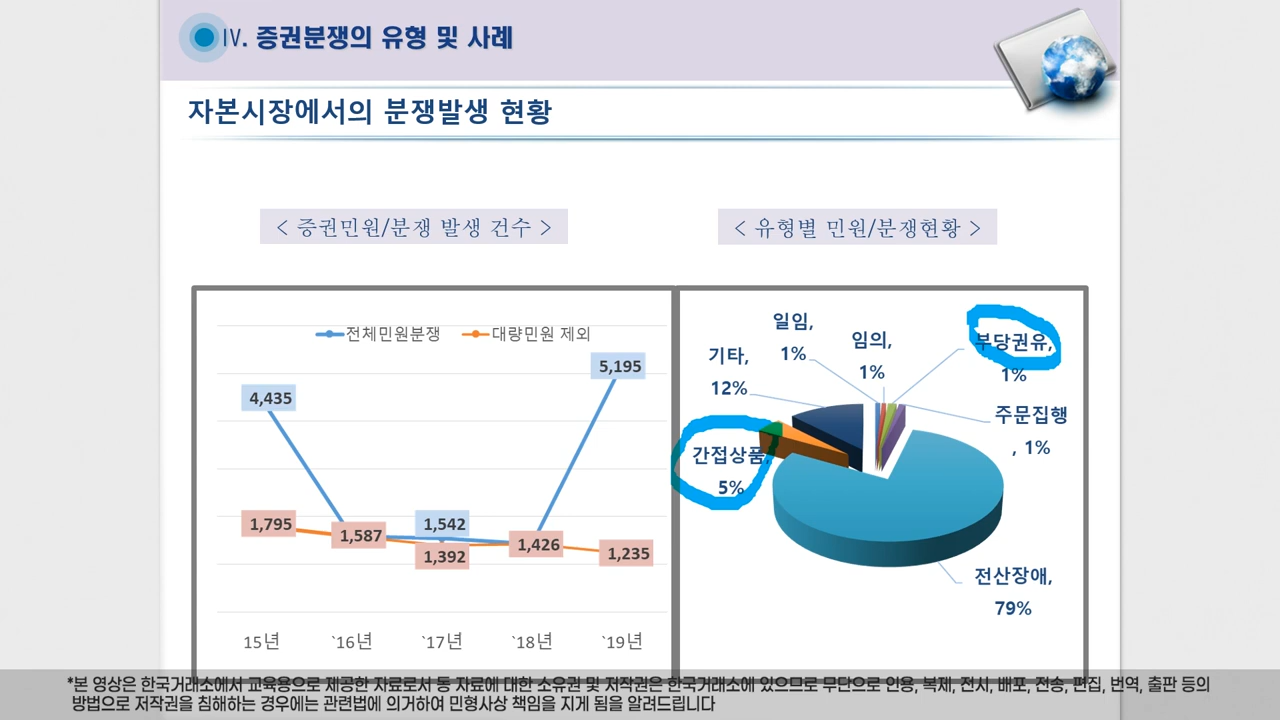 IV. 증권분쟁의 유형 및 사례
자본시장에서의 분쟁발생 현황
< 증권민원/분쟁 발생 건수 >
< 유형별 민원/분쟁현황 >
전체민원분쟁
대량민원 제외
4,435
5,195
1,795
1,587
1,542
1,392
1,426
1,235
15년
`16년
`17년
`18년
`19년
일임,
1%
임의,
1%
부당권유,
1%
기타,
12%
주문집행
, 1%
간접상품,
5%
전산장애,
79%
*본 영상은 한국거래소에서 교육용으로 제공한 자료로서 동 자료에 대한 소유권 및 저작권은 한국거래소에 있으므로 무단으로 인용, 복제, 전시, 배포, 전송, 편집, 번역, 출판 등의
방법으로 저작권을 침해하는 경우에는 관련법에 의거하여 민형사상 책임을 지게 됨을 알려드립니다